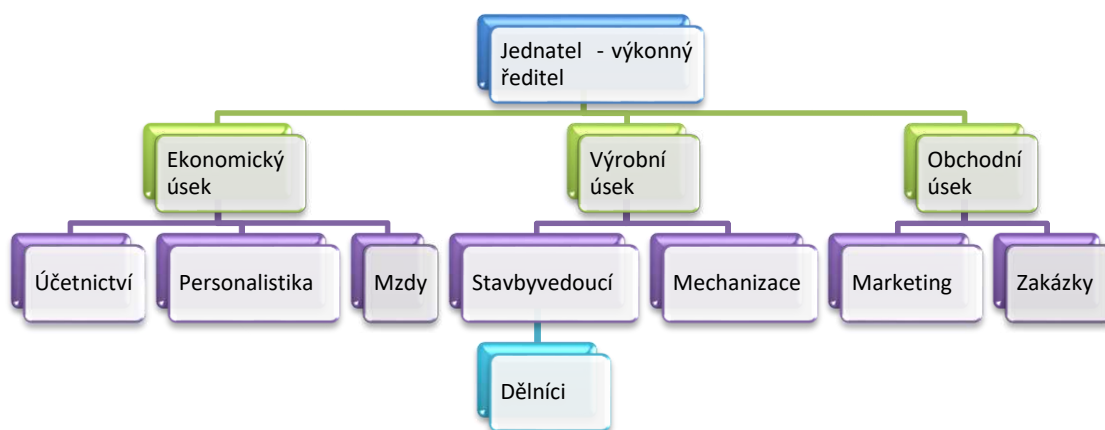 Jednatel - výkonný
ředitel
Ekonomický
úsek
Výrobní
úsek
Obchodní
úsek
Účetnictví
Personalistika
Mzdy
Stavbyvedoucí
Mechanizace
Marketing
Zakázky
Dělníci